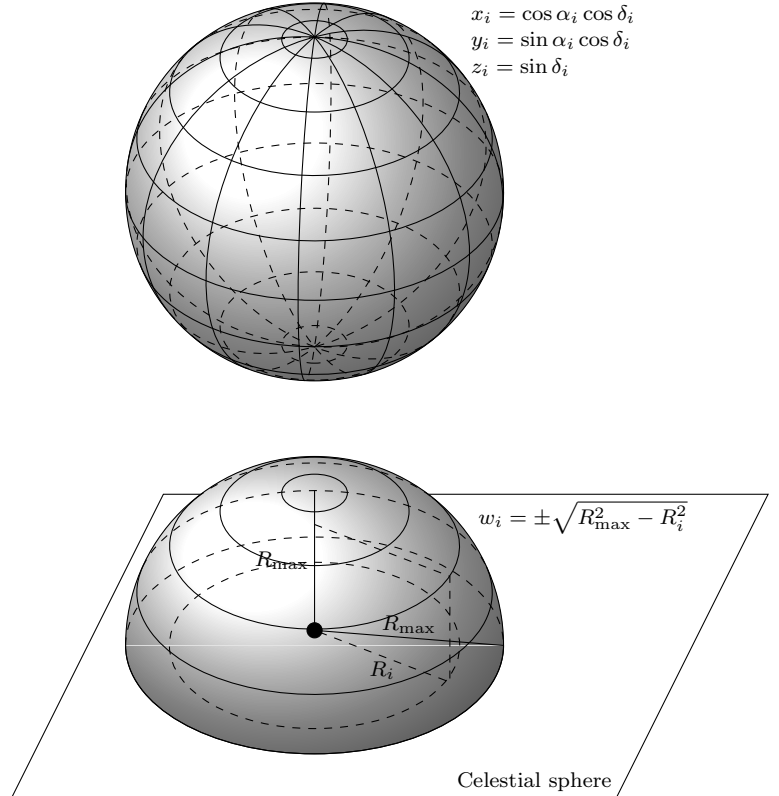 x_i = cos α_i cos δ_i
y_i = sin α_i cos δ_i
z_i = sin δ_i
w_i = ±√(R_max^2 − R_i^2)
R_max
R_max
R_i
Celestial sphere